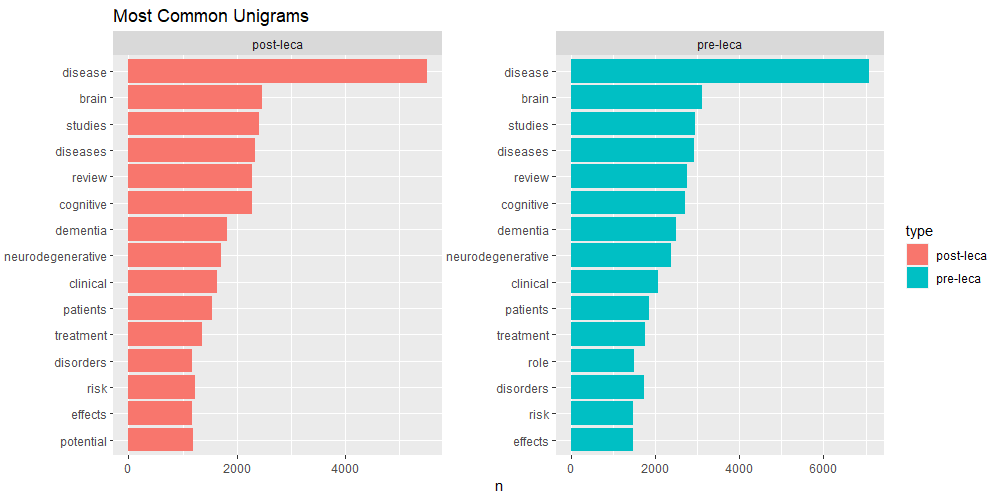 Most Common Unigrams
post-leca
disease
brain
studies
diseases
review
cognitive
dementia
neurodegenerative
clinical
patients
treatment
disorders
risk
effects
potential
0 2000 4000
pre-leca
disease
brain
studies
diseases
review
cognitive
dementia
neurodegenerative
clinical
patients
treatment
role
disorders
risk
effects
0 2000 4000 6000
n
type
post-leca
pre-leca